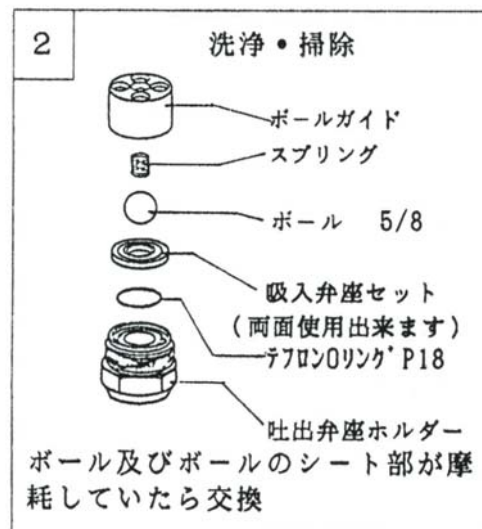 2
洗浄・掃除
ボールガイド
スプリング
ボール 5/8
吸入弁座セット
(両面使用出来ます)
テフロンOリング P18
吐出弁座ホルダー
ボール及びボールのシート部が摩
耗していたら交換